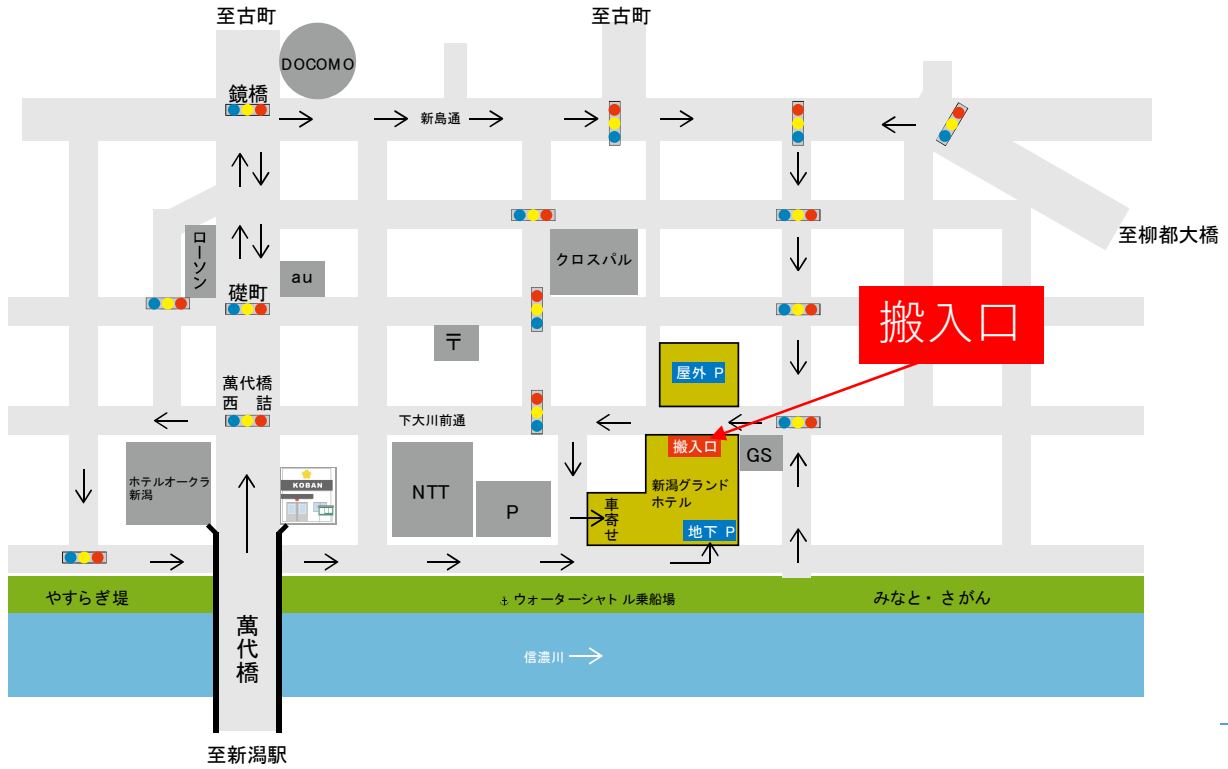 至古町
至古町
DOCOMO
鏡橋
新島通
至柳都大橋
ローソン
クロスパル
au
礎町
搬入口
〒
屋外 P
萬代橋
西 詰
下大川前通
搬入口
GS
ホテルオークラ
新潟
KOBAN
NTT
P
新潟グランド
ホテル
車寄せ
地下 P
やすらぎ堤
ウォーターシャトル乗船場
みなと・さがん
萬代橋
信濃川
至新潟駅